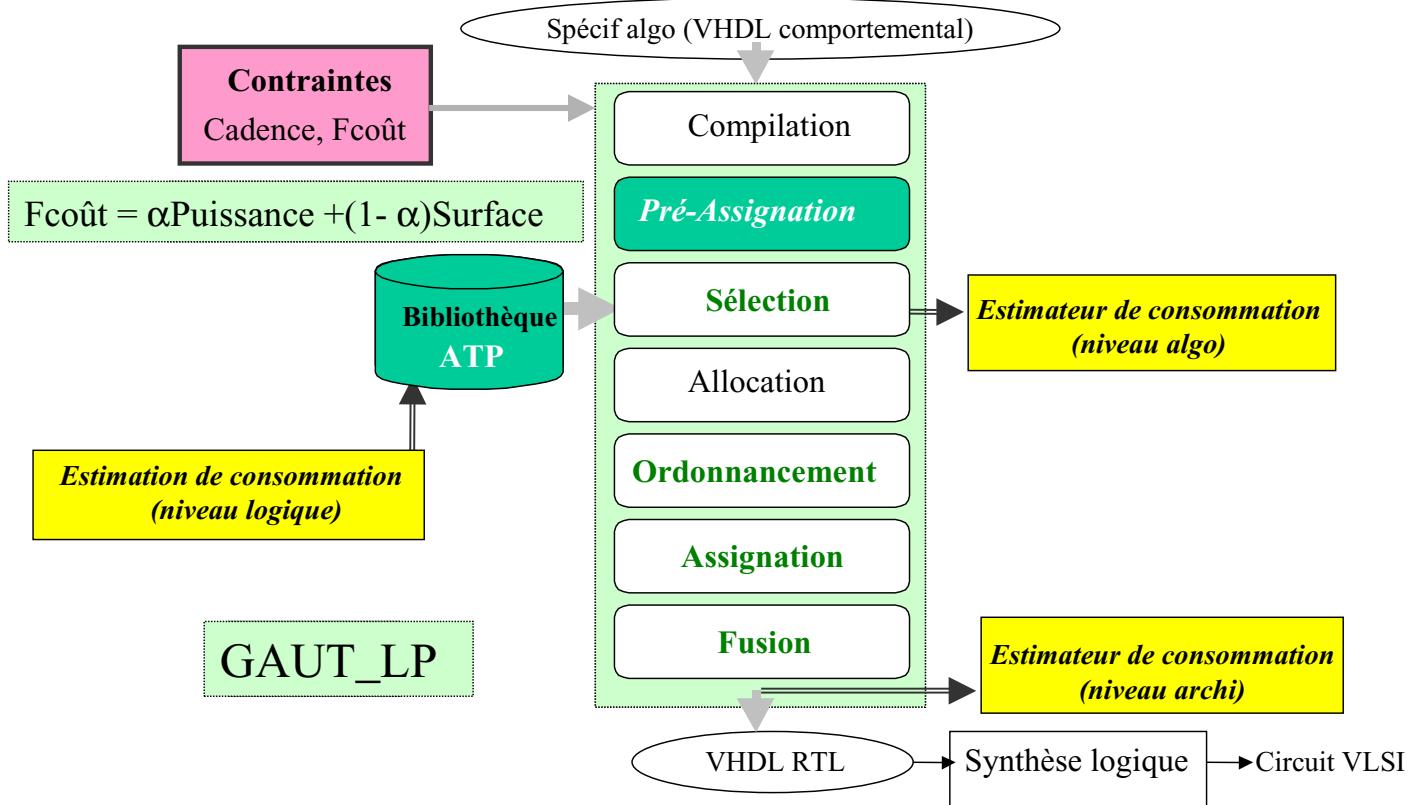 Spécif algo (VHDL comportemental)
Contraintes
Cadence, Fcoût
Compilation
Fcoût = αPuissance +(1- α)Surface
Pré-Assignation
Bibliothèque
ATP
Sélection
Estimateur de consommation
(niveau algo)
Allocation
Estimation de consommation
(niveau logique)
Ordonnancement
Assignation
GAUT_LP
Fusion
Estimateur de consommation
(niveau archi)
VHDL RTL
Synthèse logique
Circuit VLSI